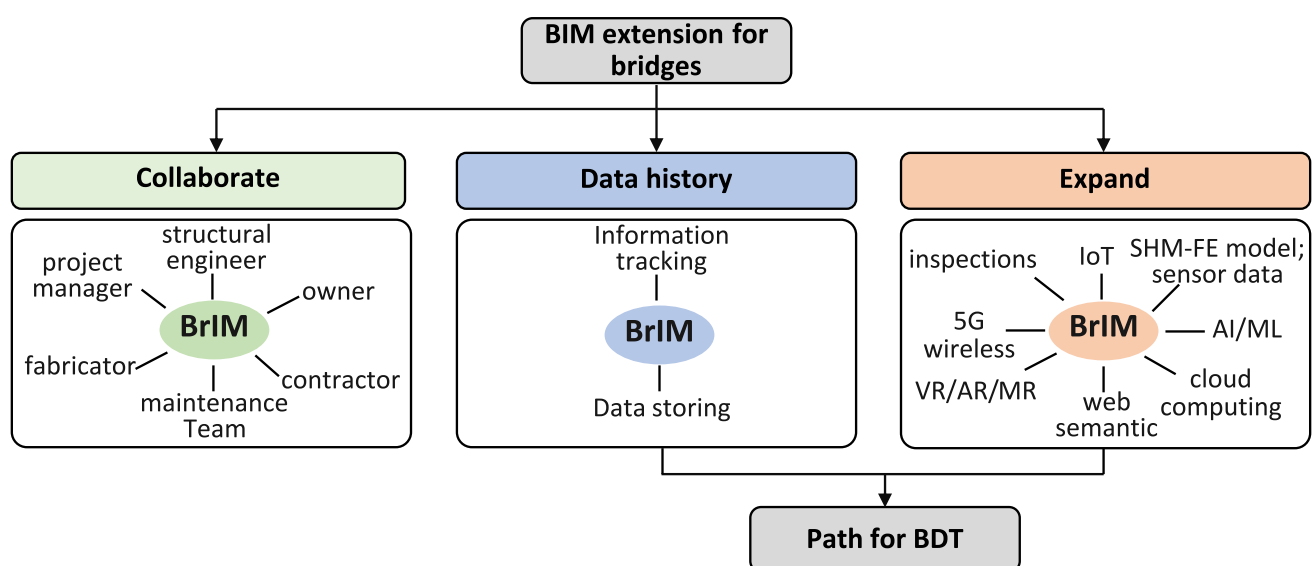 BIM extension for
bridges
Collaborate
structural
engineer
project
manager
owner
BrIM
fabricator
contractor
maintenance
Team
Data history
Information
tracking
BrIM
Data storing
Expand
inspections
IoT
SHM-FE model;
sensor data
5G
wireless
BrIM
AI/ML
VR/AR/MR
web
semantic
cloud
computing
Path for BDT